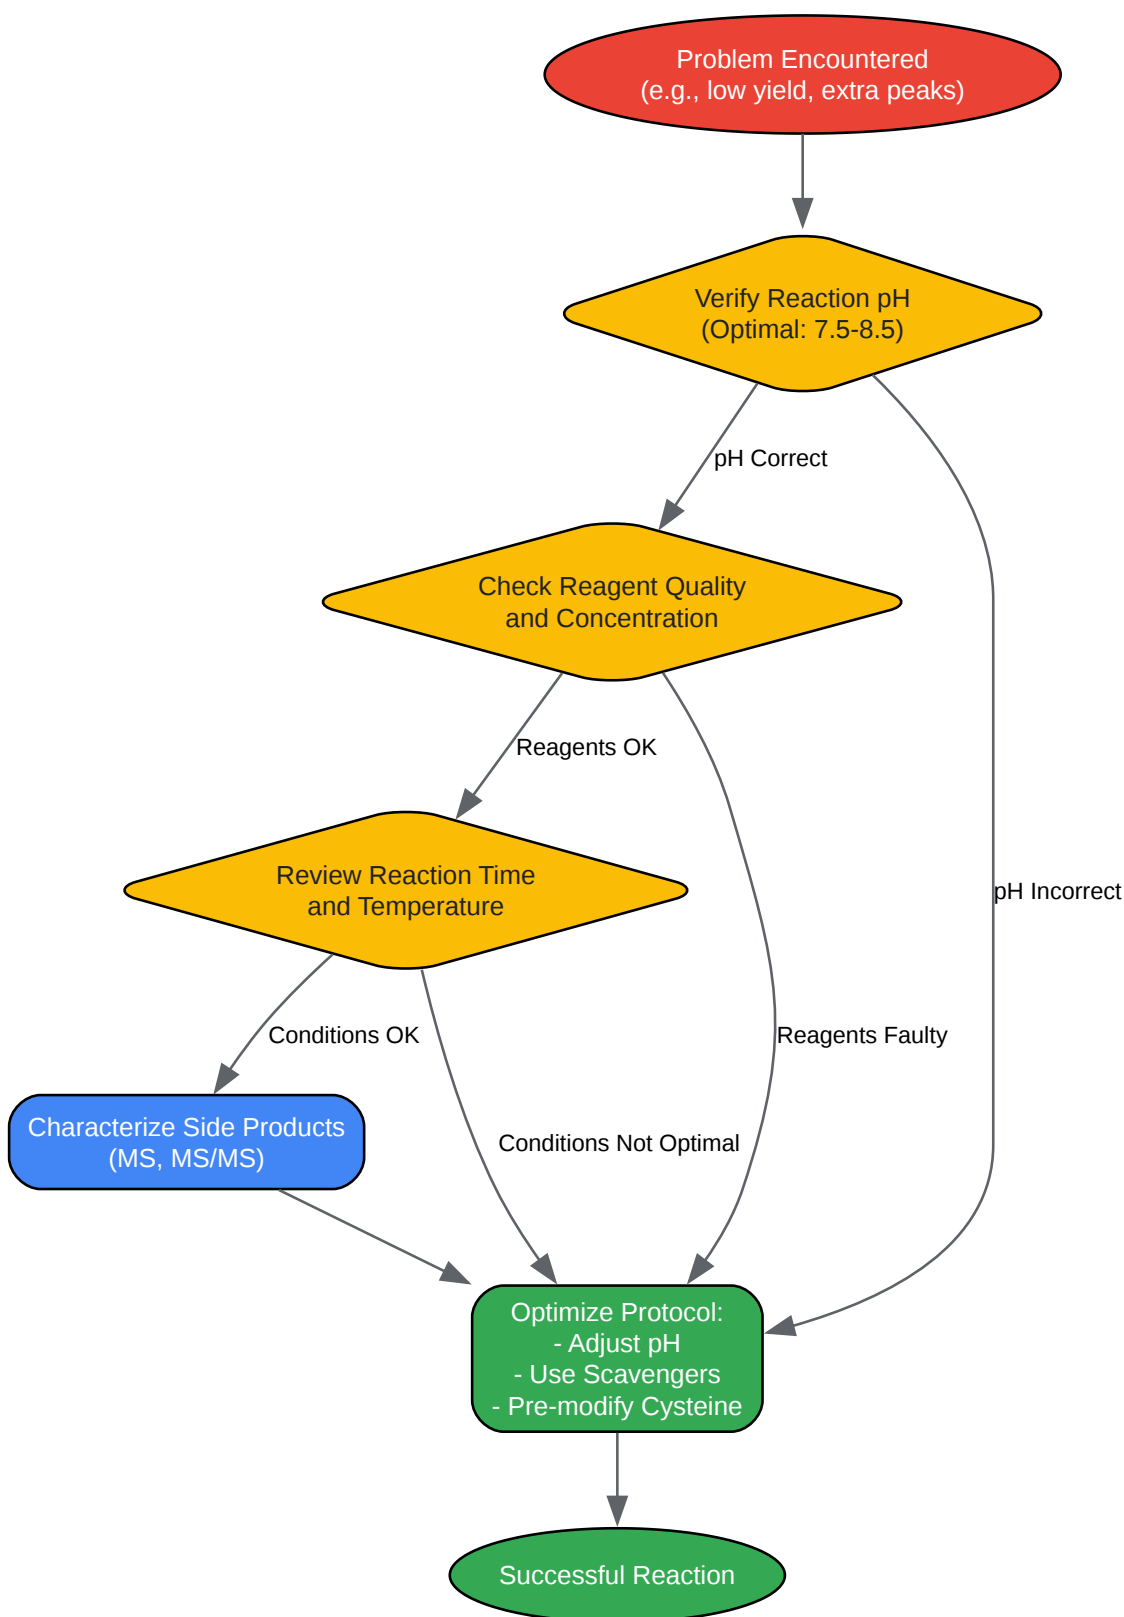 Problem Encountered
(e.g., low yield, extra peaks)
Verify Reaction pH
(Optimal: 7.5-8.5)
pH Correct
Check Reagent Quality
and Concentration
Reagents OK
Review Reaction Time
and Temperature
pH Incorrect
Conditions OK
Reagents Faulty
Characterize Side Products
(MS, MS/MS)
Conditions Not Optimal
Optimize Protocol:
- Adjust pH
- Use Scavengers
- Pre-modify Cysteine
Successful Reaction